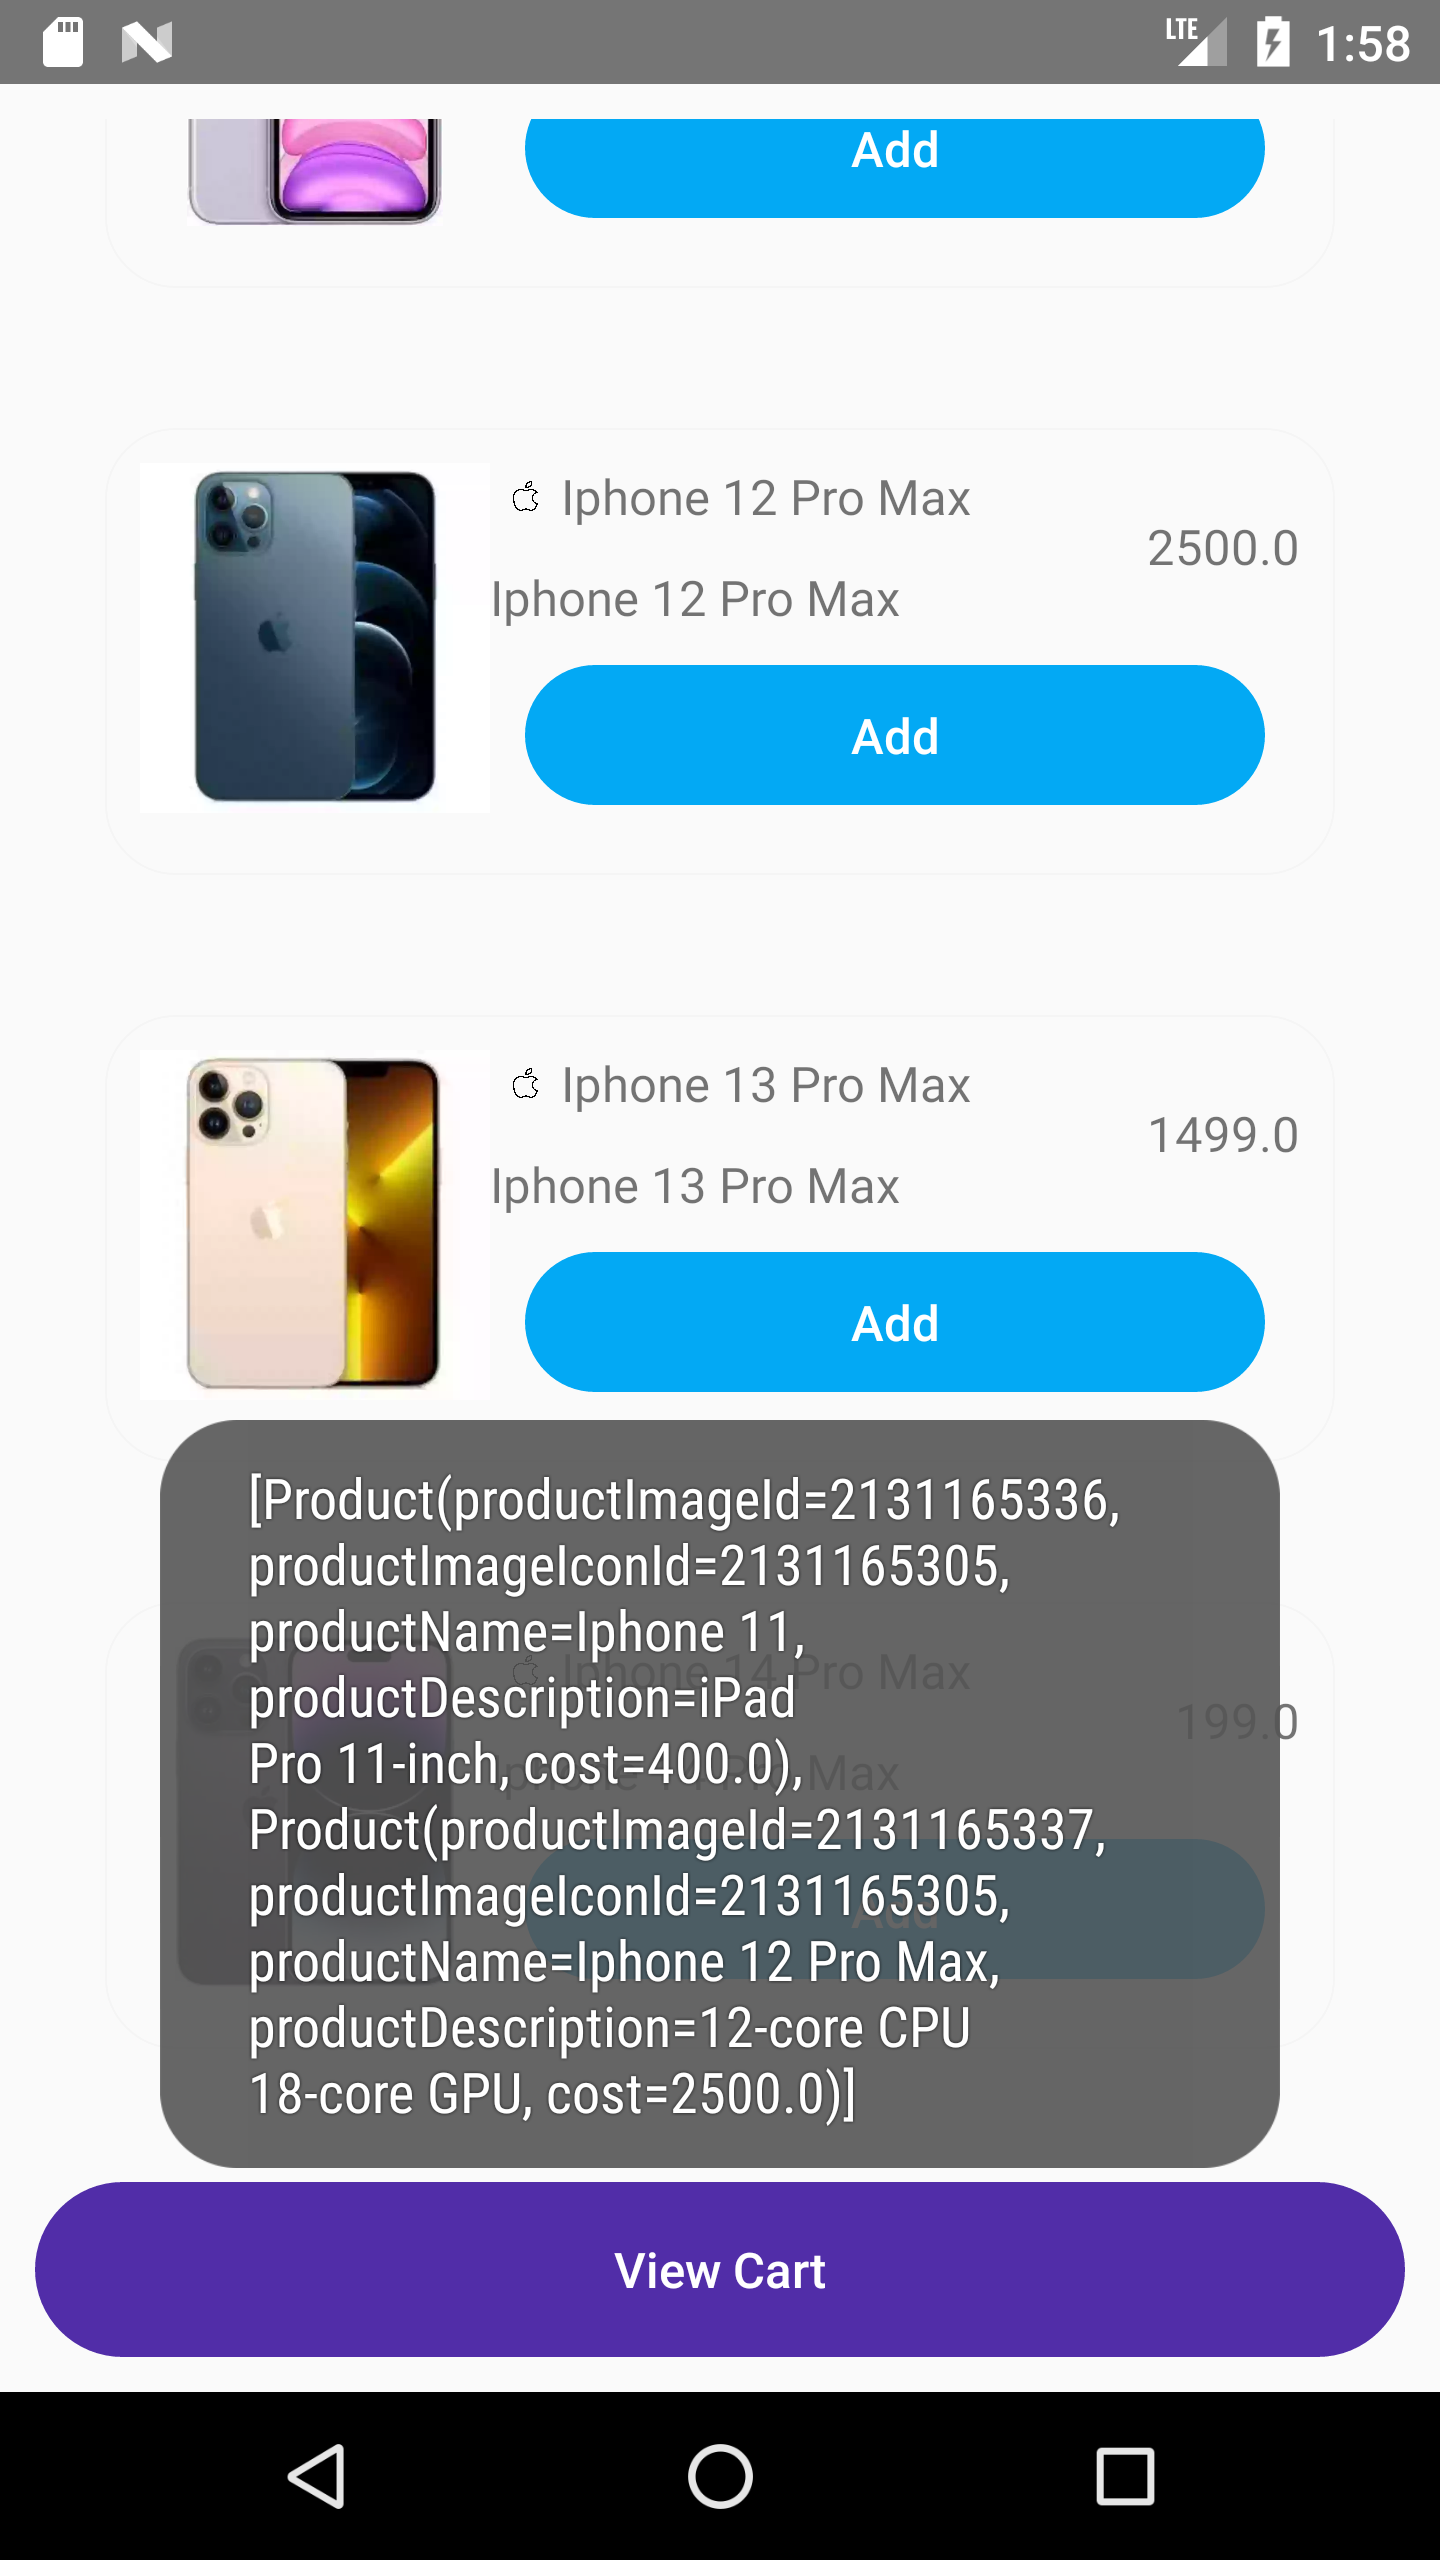 LTE 1:58
Add
Iphone 12 Pro Max
2500.0
Iphone 12 Pro Max
Add
Iphone 13 Pro Max
1499.0
Iphone 13 Pro Max
Add
[Product(productImageId=2131165336,
productImageIconId=2131165305,
productName=Iphone 11,
productDescription=iPad
Pro 11-inch, cost=400.0),
Product(productImageId=2131165337,
productImageIconId=2131165305,
productName=Iphone 12 Pro Max,
productDescription=12-core CPU
18-core GPU, cost=2500.0)]
Iphone 14 Pro Max
199.0
Iphone 14 Pro Max
Add
View Cart